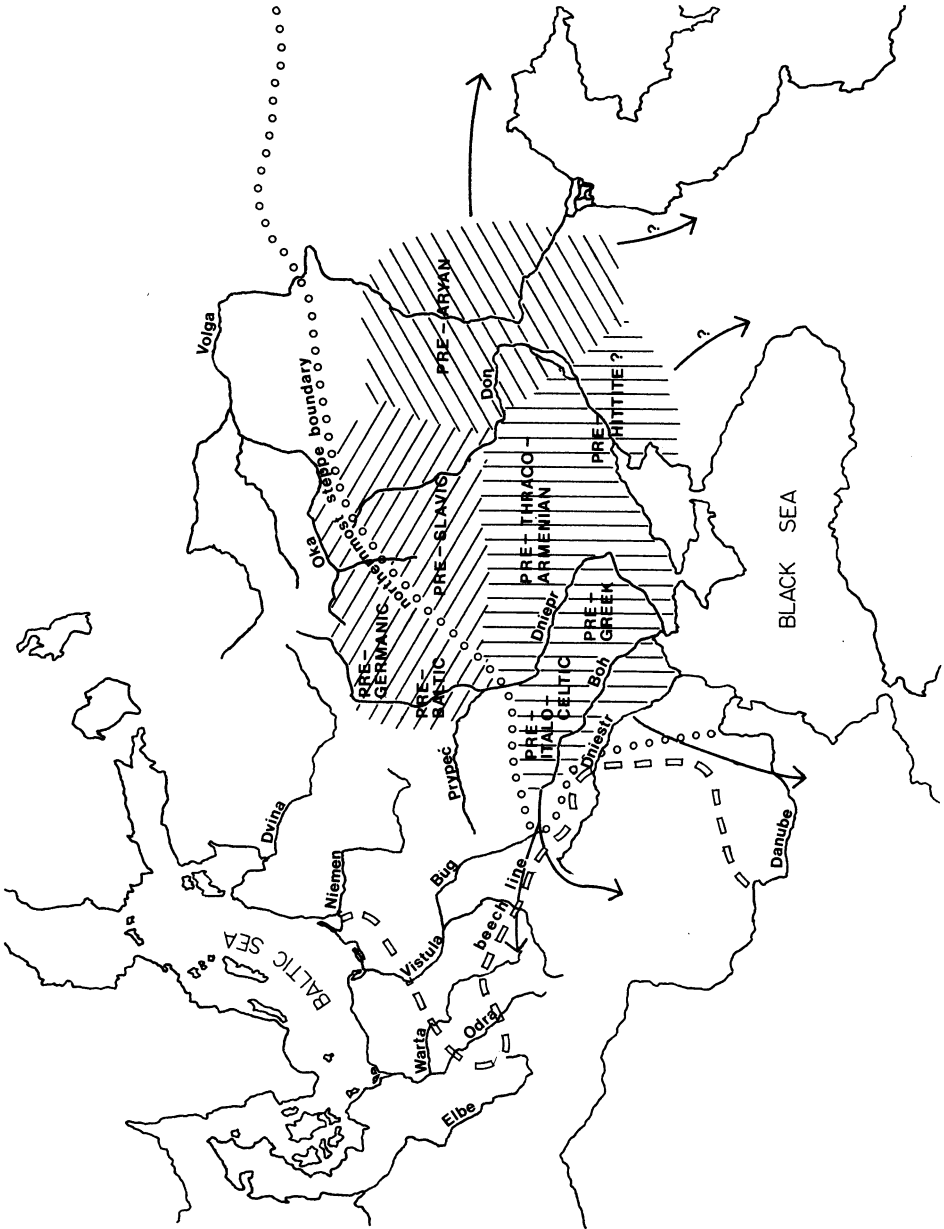 Volga
northernmost steppe boundary
Oka
PRE-ARYAN
Don
PRE-SLAVIC
PRE-
GERMANIC
PRE-
BALTIC
PRE-THRACO-
ARMENIAN
PRE-
HITTITE?
?
?
Dniepr
PRE-
GREEK
PRE-
ITALO-
CELTIC
Boh
Dniestr
Prypeć
BLACK SEA
Dvina
Niemen
Bug
beech line
Danube
BALTIC SEA
Vistula
Warta
Odra
Elbe